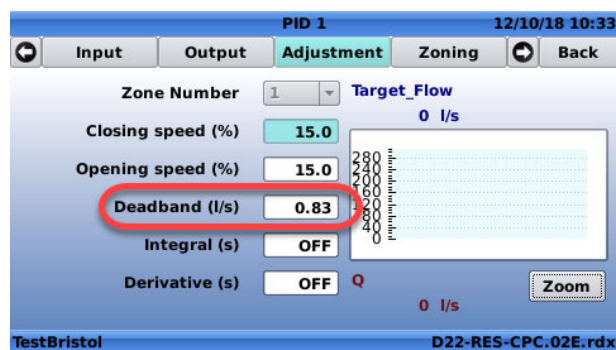 PID 1 12/10/18 10:33
Input Output Adjustment Zoning Back
Zone Number 1 Target_Flow
0 l/s
Closing speed (%) 15.0
Opening speed (%) 15.0
Deadband (l/s) 0.83
Integral (s) OFF
Derivative (s) OFF
280
240
200
160
120
80
40
0
Q
0 l/s
Zoom
TestBristol D22-RES-CPC.02E.rdx